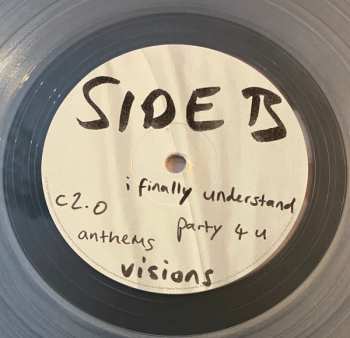 SIDE B
i finally understand
c2.0
party 4 u
anthems
visions